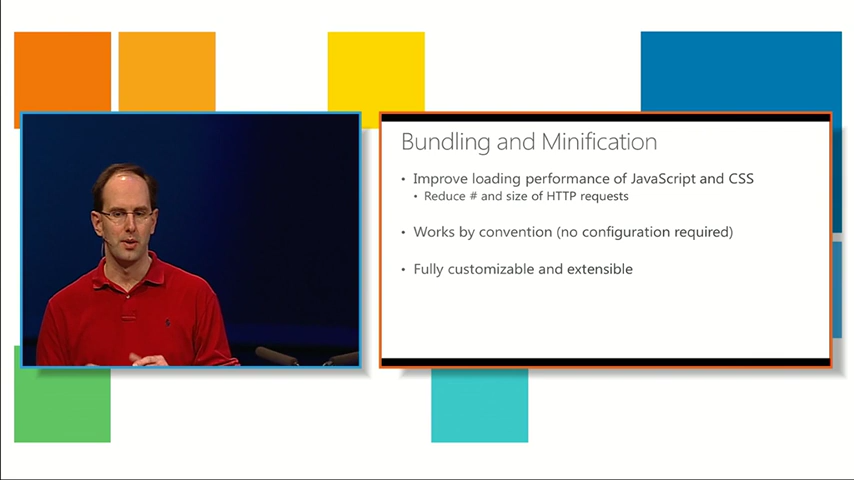 Bundling and Minification
• Improve loading performance of JavaScript and CSS
• Reduce # and size of HTTP requests
• Works by convention (no configuration required)
• Fully customizable and extensible